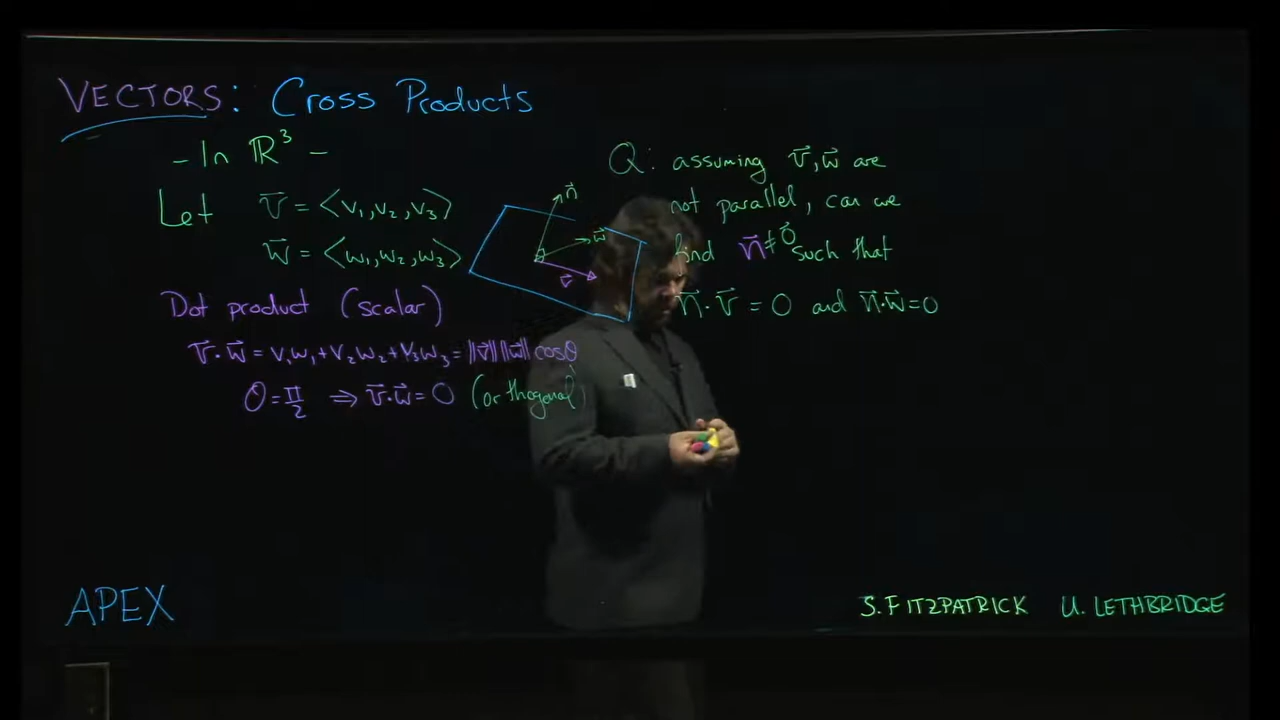 VECTORS: Cross Products
- In ℝ³ -
Let v⃗ = <v₁,v₂,v₃>
w⃗ = <w₁,w₂,w₃>
Dot product (scalar)
v⃗·w⃗ = v₁w₁+v₂w₂+v₃w₃ = ‖v⃗‖‖w⃗‖ cosθ
θ = π/2 ⇒ v⃗·w⃗ = 0 (orthogonal)
n⃗
w⃗
v⃗
Q: assuming v⃗,w⃗ are
not parallel, can we
find n⃗≠0⃗ such that
n⃗·v⃗ = 0 and n⃗·w⃗=0
APEX
S. FITZPATRICK U. LETHBRIDGE